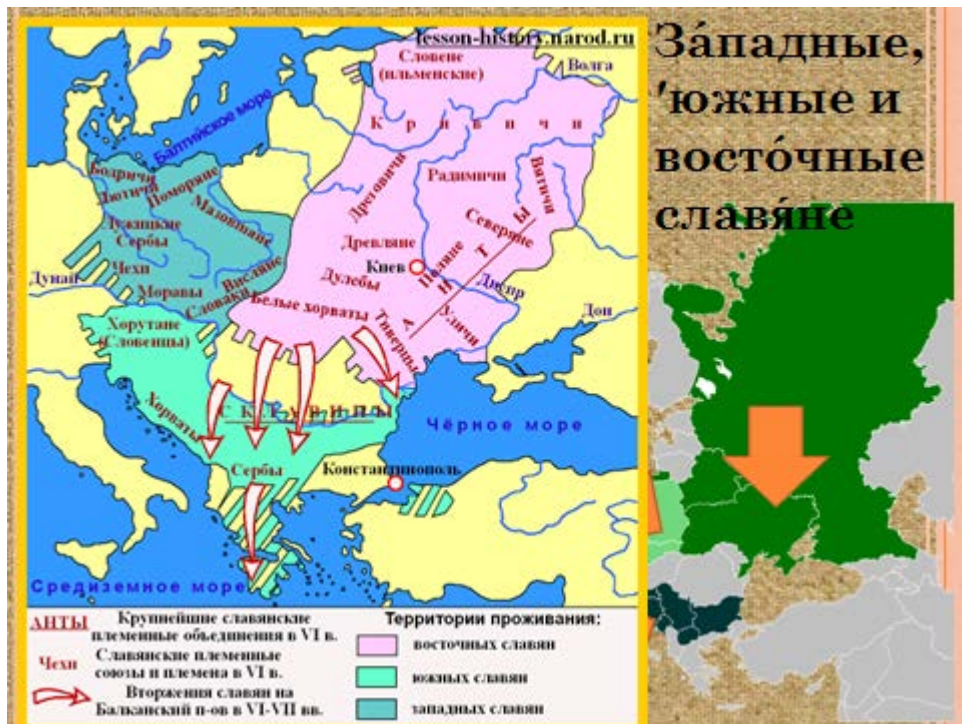 lesson-history.narod.ru
За́падные,
'южные и
восто́чные
славя́не
Словене
(ильменские)
Волга
Балтийское море
Кривичи
Бодричи
Лютичи
Поморяне
Мазовшане
Дреговичи
Радимичи
Вятичи
Лужицкие
Сербы
Северяне
Древляне
Поляне
АНТЫ
Киев
Чехи
Дунай
Висляне
Дулебы
Днепр
Моравы
Словаки
Белые хорваты
Тиверцы
Уличи
Дон
Хорутане
(Словенцы)
Хорваты
СКЛАВИНЫ
Чёрное море
Сербы
Константинополь
Средиземное море
АНТЫ
Крупнейшие славянские
племенные объединения в VI в.
Чехи
Славянские племенные
союзы и племена в VI в.
Вторжения славян на
Балканский п-ов в VI-VII вв.
Территории проживания:
восточных славян
южных славян
западных славян